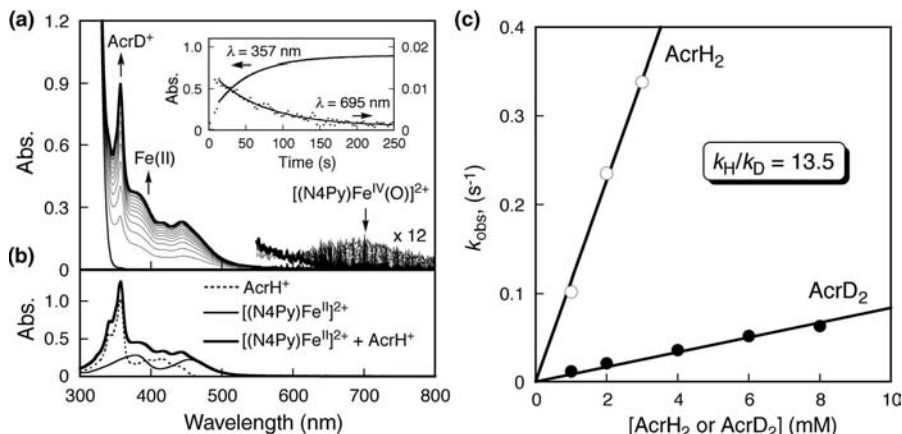 (a)
1.2
0.9
0.6
0.3
0
Abs.
AcrD⁺
Fe(II)
1.0
0.5
0
Abs.
λ = 357 nm
λ = 695 nm
0.02
0.01
0
0 50 100 150 200 250
Time (s)
[(N4Py)Feᴵⱽ(O)]²⁺
x 12
(b)
1.0
0.5
0.0
Abs.
AcrH⁺
[(N4Py)Feᴵᴵ]²⁺
[(N4Py)Feᴵᴵ]²⁺ + AcrH⁺
300 400 500 600 700 800
Wavelength (nm)
(c)
0.4
0.3
0.2
0.1
0
k_obs, (s⁻¹)
AcrH₂
k_H/k_D = 13.5
AcrD₂
0 2 4 6 8 10
[AcrH₂ or AcrD₂] (mM)